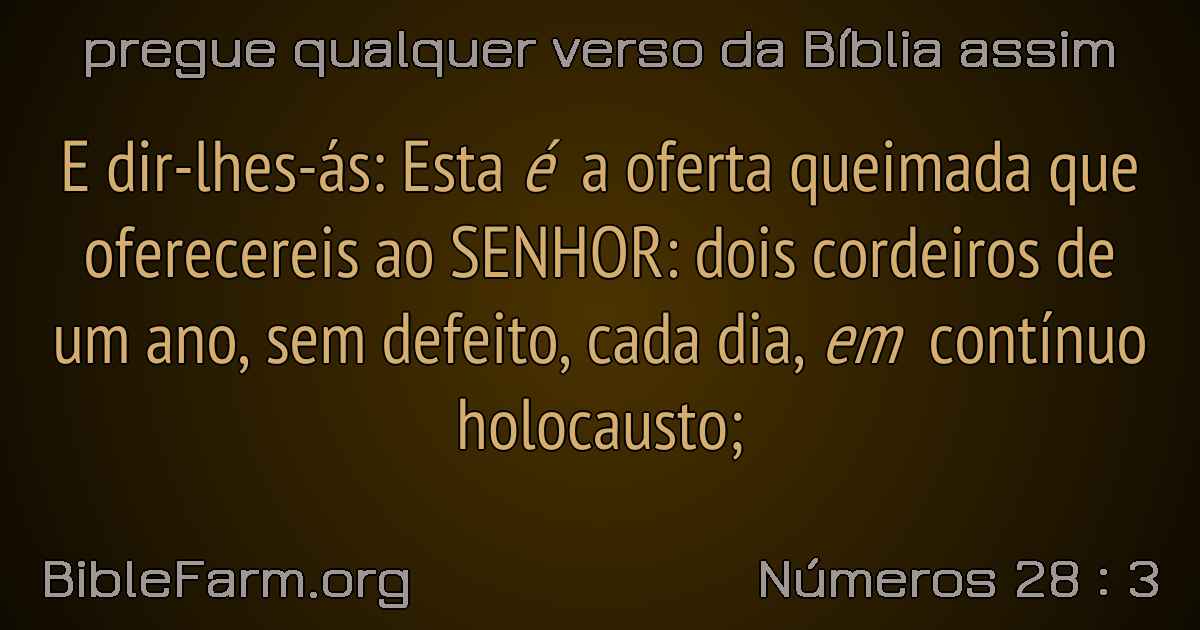 pregue qualquer verso da Bíblia assim
E dir-lhes-ás: Esta é a oferta queimada que
oferecereis ao SENHOR: dois cordeiros de
um ano, sem defeito, cada dia, em contínuo
holocausto;
BibleFarm.org
Números 28 : 3